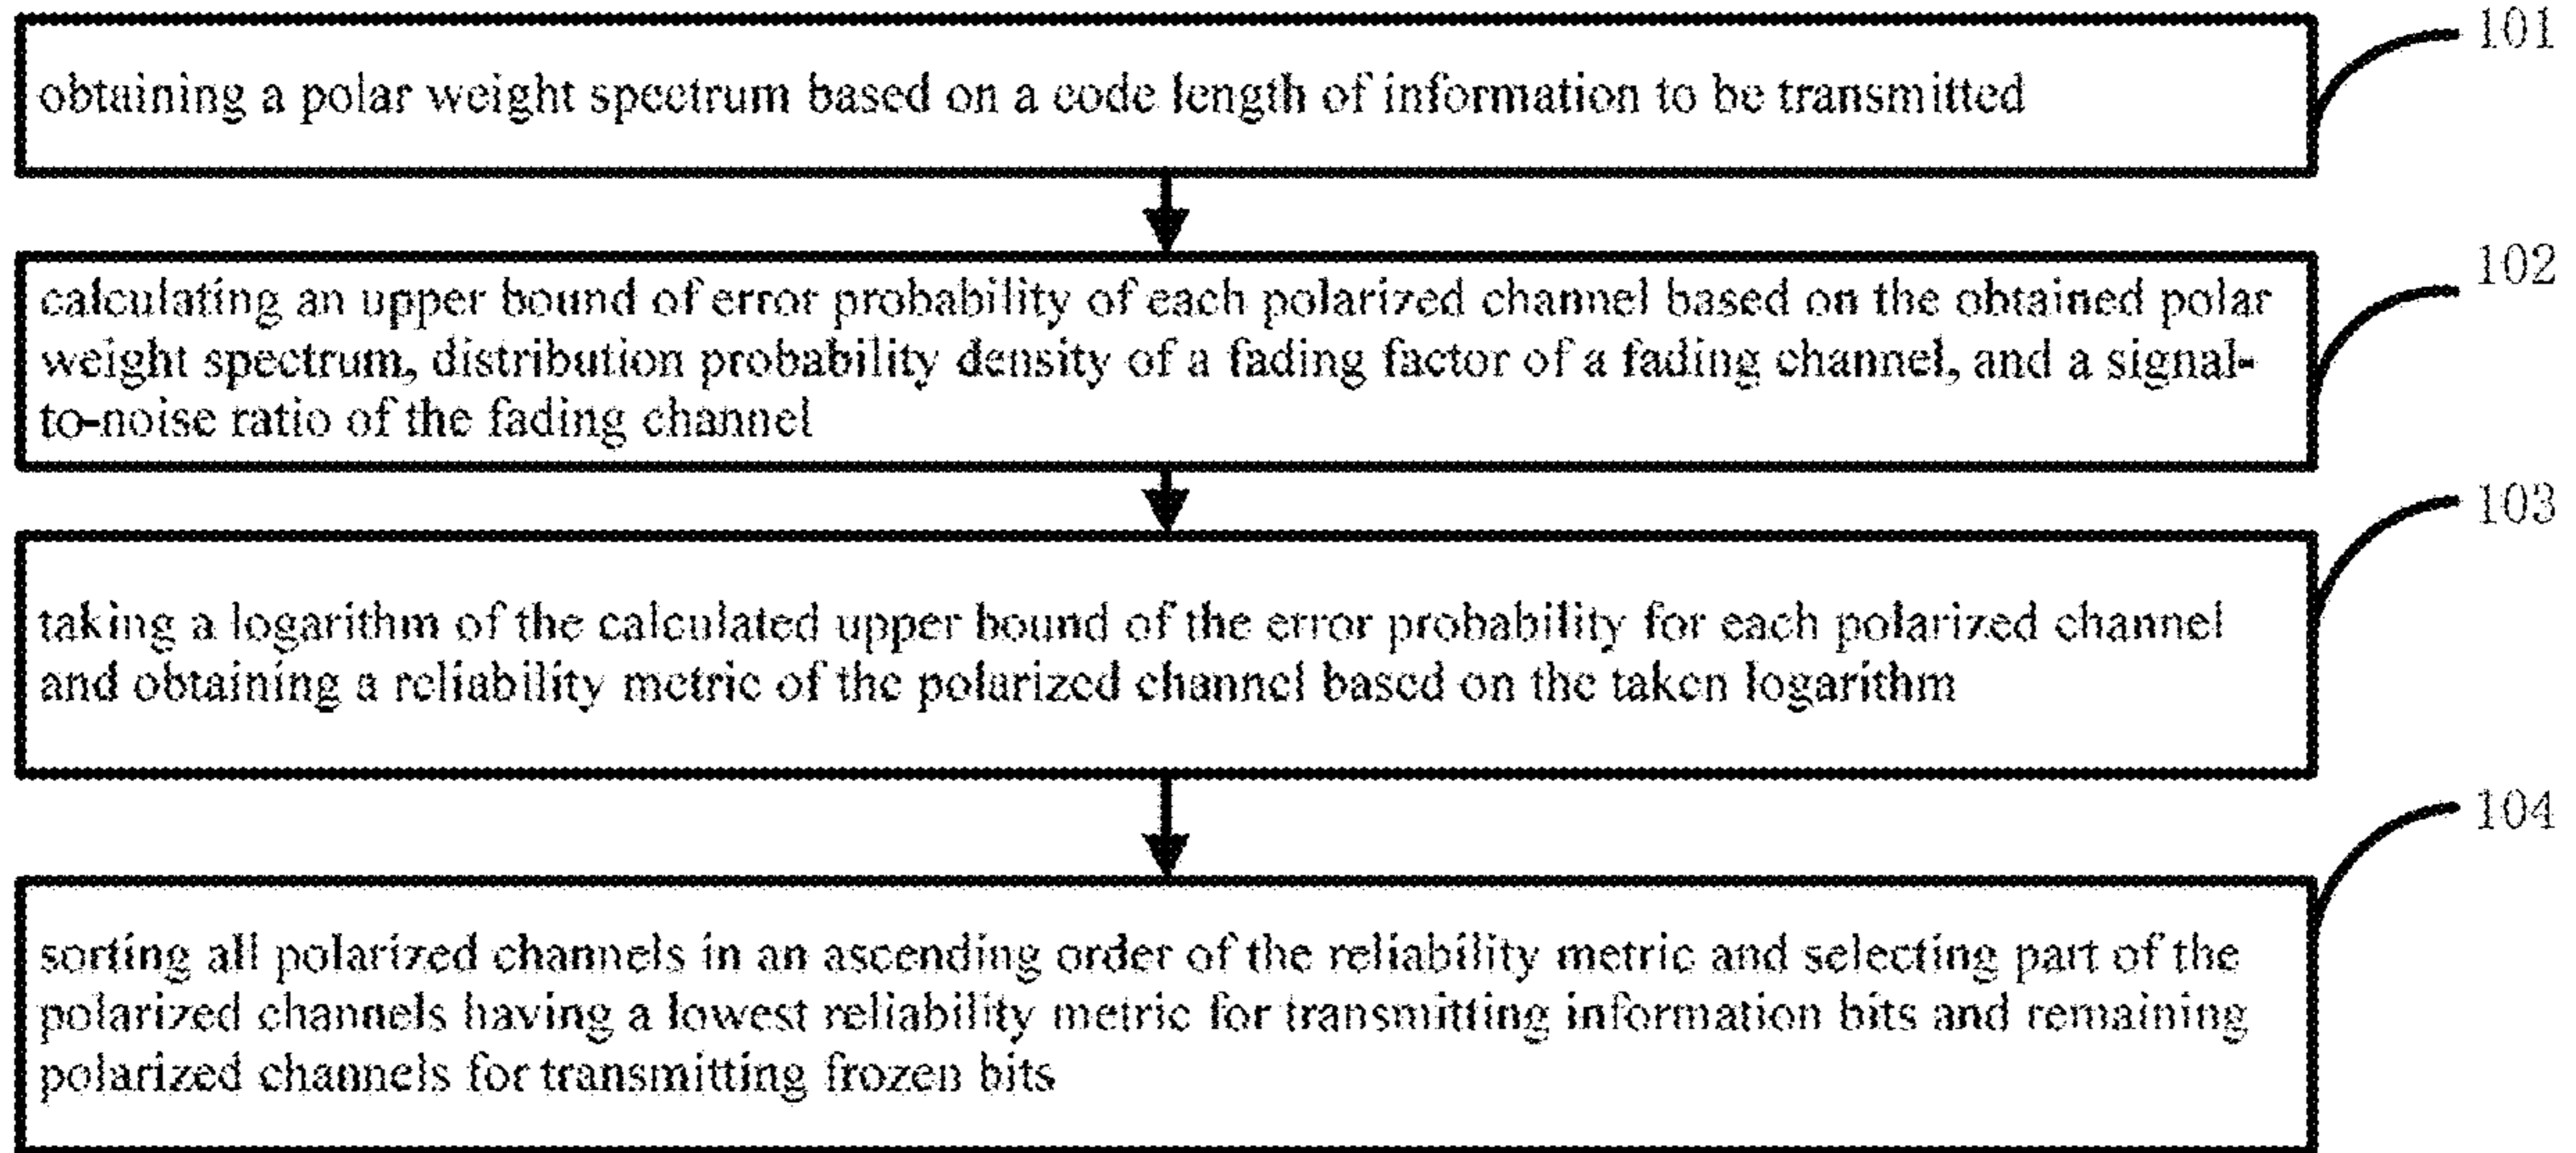 101
obtaining a polar weight spectrum based on a code length of information to be transmitted
102
calculating an upper bound of error probability of each polarized channel based on the obtained polar
weight spectrum, distribution probability density of a fading factor of a fading channel, and a signal-
to-noise ratio of the fading channel
103
taking a logarithm of the calculated upper bound of the error probability for each polarized channel
and obtaining a reliability metric of the polarized channel based on the taken logarithm
104
sorting all polarized channels in an ascending order of the reliability metric and selecting part of the
polarized channels having a lowest reliability metric for transmitting information bits and remaining
polarized channels for transmitting frozen bits